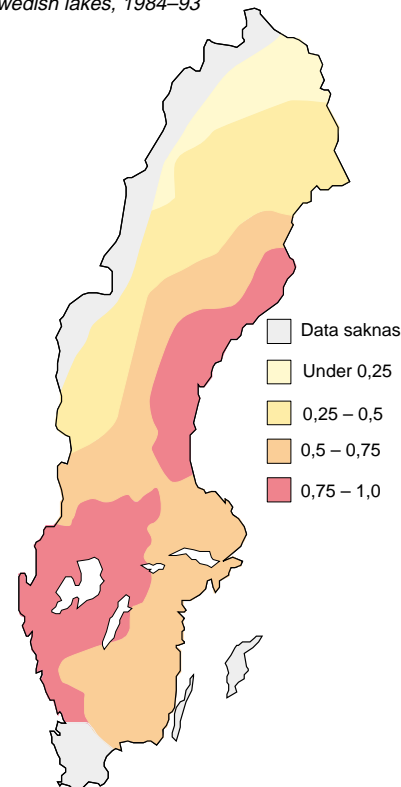 wedish lakes, 1984–93
Data saknas
Under 0,25
0,25 – 0,5
0,5 – 0,75
0,75 – 1,0